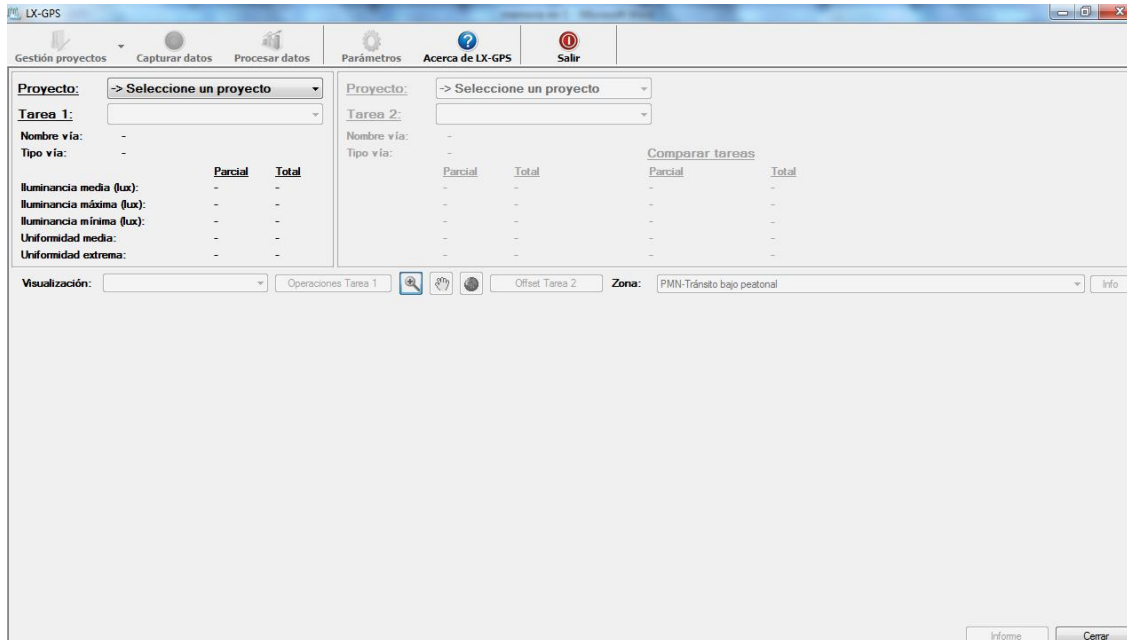 LX-GPS
Gestión proyectos Capturar datos Procesar datos Parámetros Acerca de LX-GPS Salir
Proyecto: -> Seleccione un proyecto Proyecto: -> Seleccione un proyecto
Tarea 1: Tarea 2:
Nombre vía: - Nombre vía: -
Tipo vía: - Tipo vía: - Comparar tareas
Parcial Total Parcial Total Parcial Total
Iluminancia media (lux): - - - - - -
Iluminancia máxima (lux): - - - - - -
Iluminancia mínima (lux): - - - - - -
Uniformidad media: - - - - - -
Uniformidad extrema: - - - - - -
Visualización: Operaciones Tarea 1 Offset Tarea 2 Zona: PMN-Tránsito bajo peatonal Info
Informe Cerrar